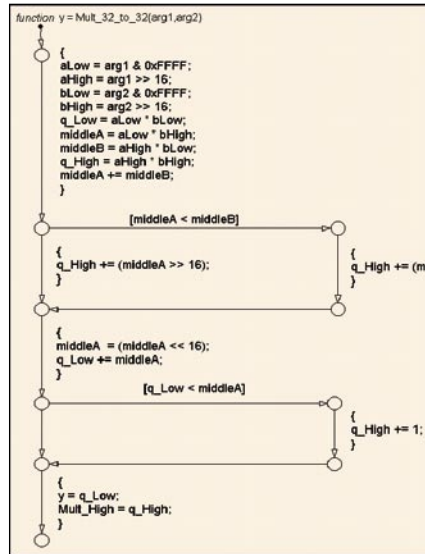 function y = Mult_32_to_32(arg1,arg2)
{
aLow = arg1 & 0xFFFF;
aHigh = arg1 >> 16;
bLow = arg2 & 0xFFFF;
bHigh = arg2 >> 16;
q_Low = aLow * bLow;
middleA = aLow * bHigh;
middleB = aHigh * bLow;
q_High = aHigh * bHigh;
middleA += middleB;
}
[middleA < middleB]
{
q_High += (middleA >> 16);
}
{
q_High += (m
}
{
middleA = (middleA << 16);
q_Low += middleA;
}
[q_Low < middleA]
{
q_High += 1;
}
{
y = q_Low;
Mult_High = q_High;
}